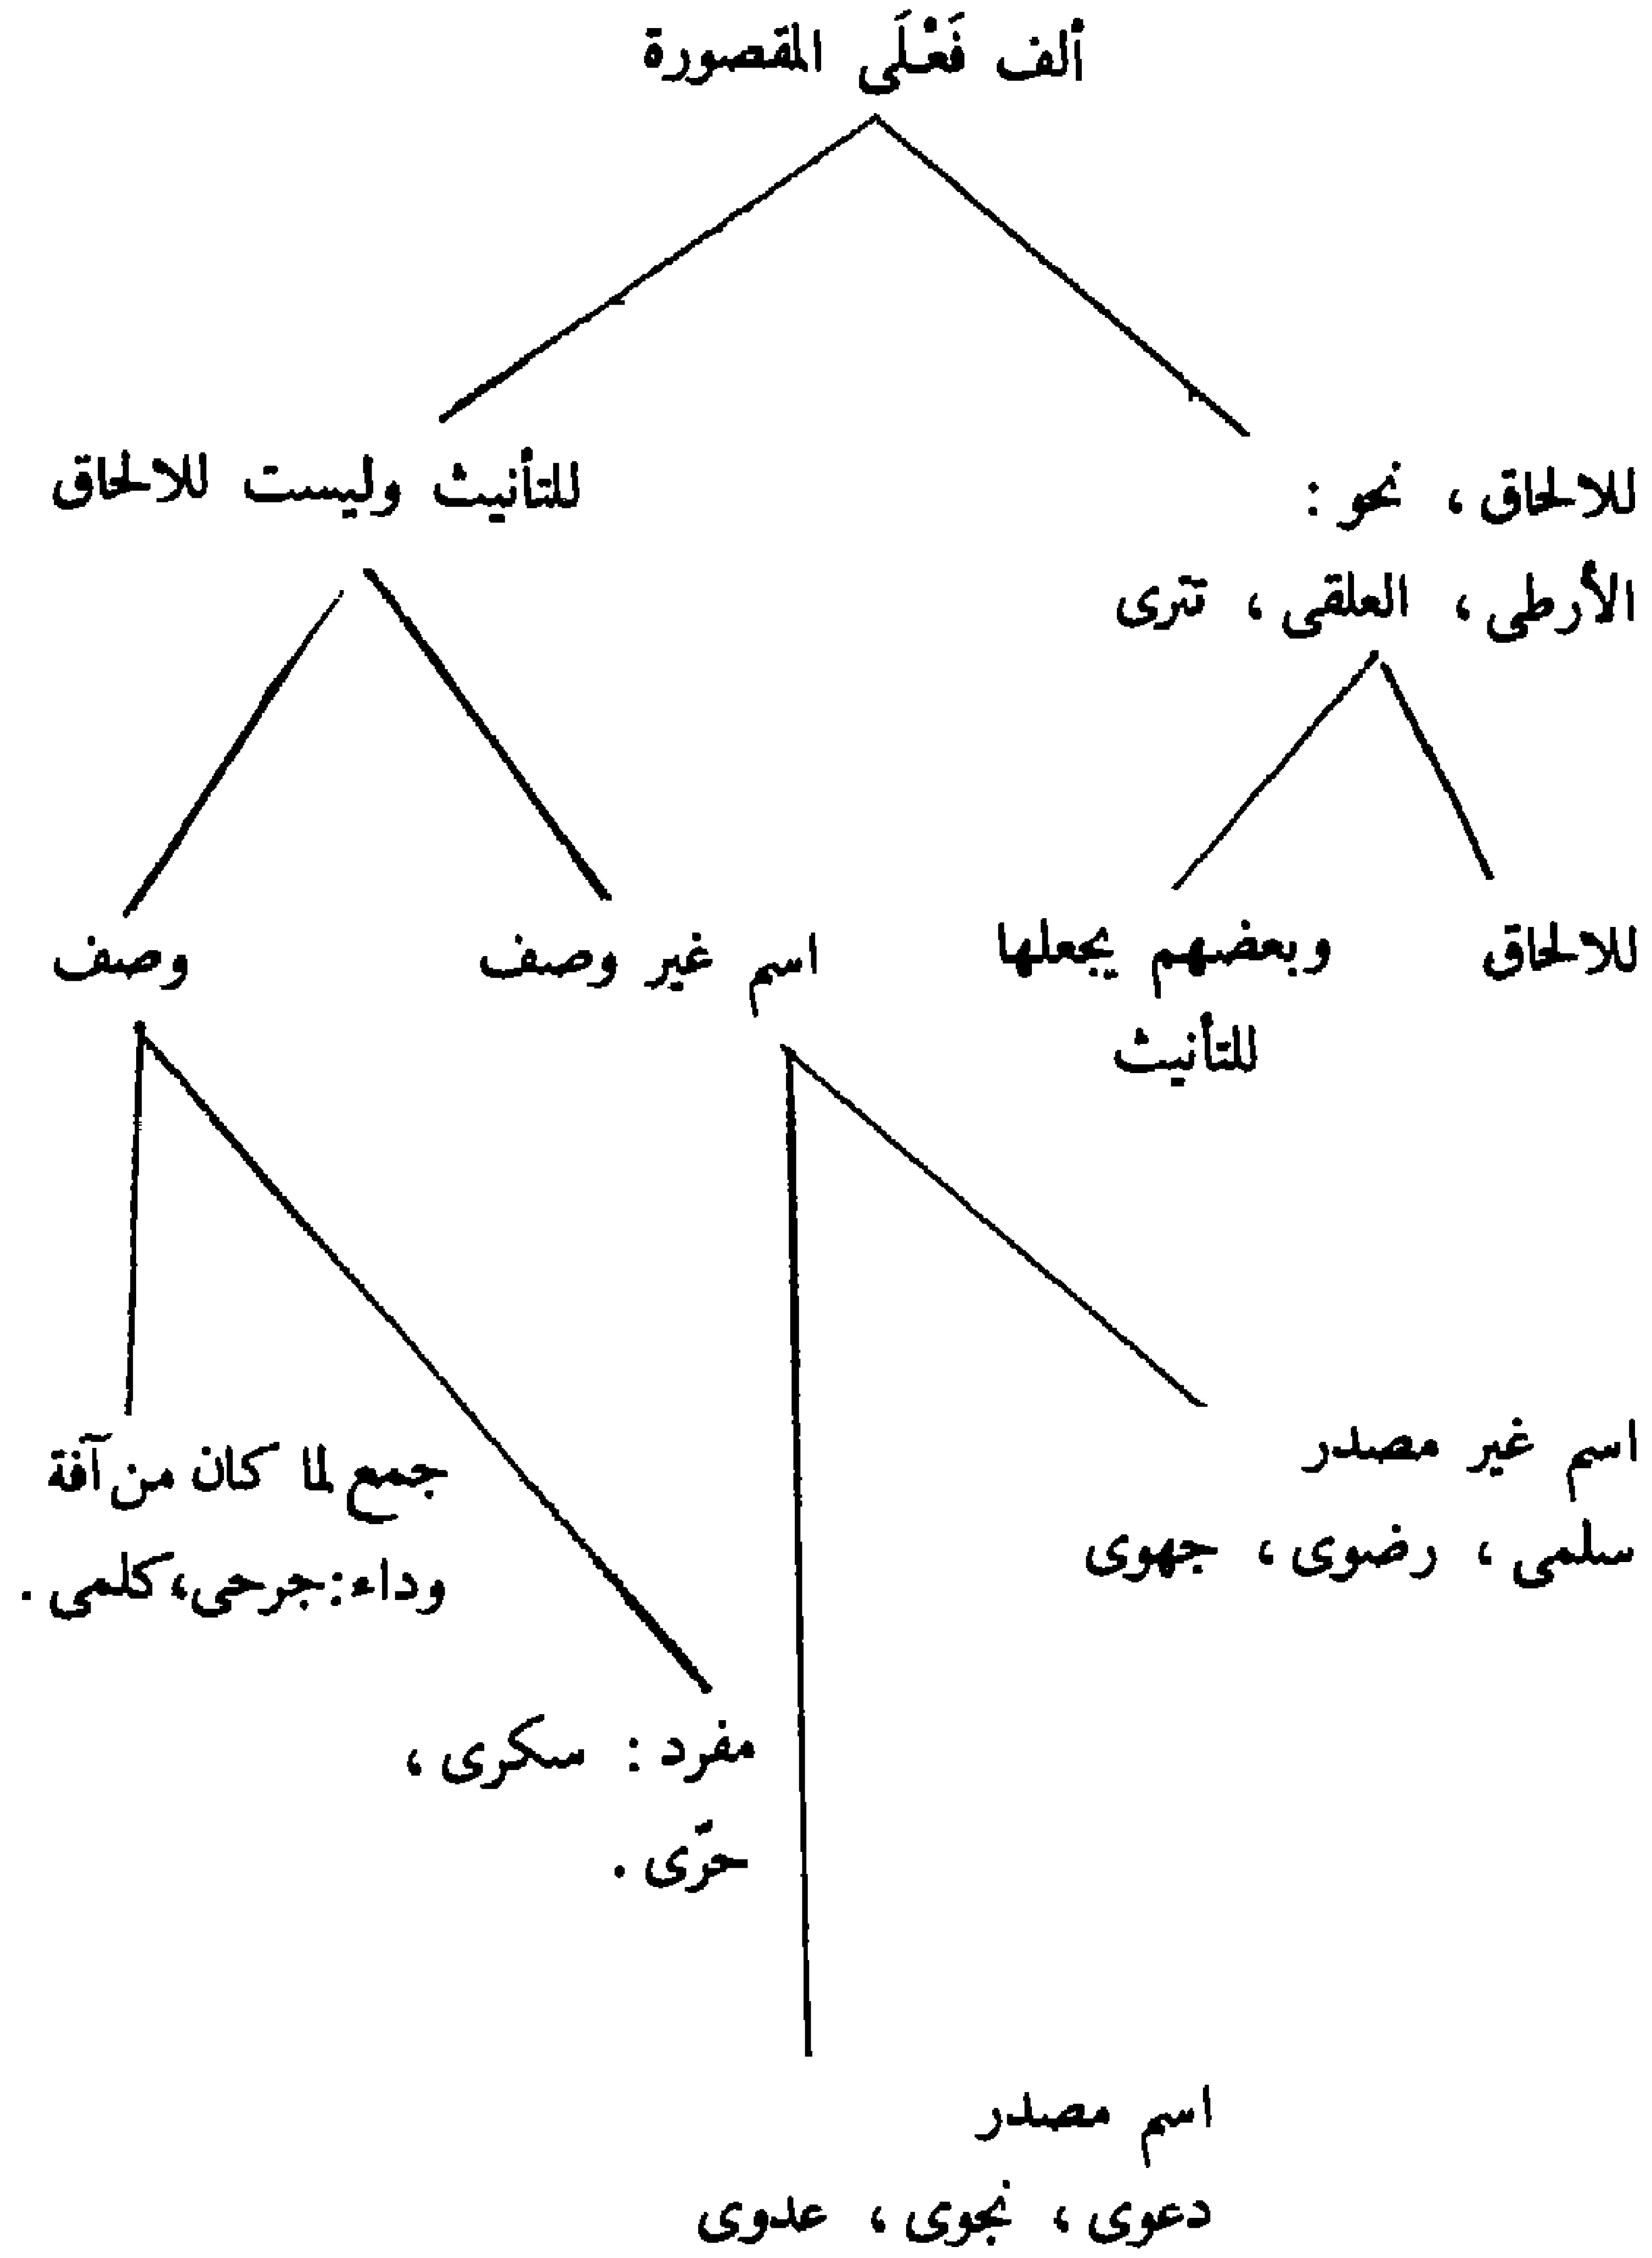 ألف فَعْلَى المقصورة
للالحاق ، نحو :
الأرطى ، العلقى ، تترى
للتأنيث وليست للالحاق
للالحاق
وبعضهم يجعلها
للتأنيث
اسم غير وصف
وصف
اسم غير مصدر
سلمى ، رضوى ، جهوى
جمع لما كان من آفة
وداء : جرحى ، كلمى .
مفرد : سكرى ،
حرّى .
اسم مصدر
دعوى ، نجوى ، عدوى